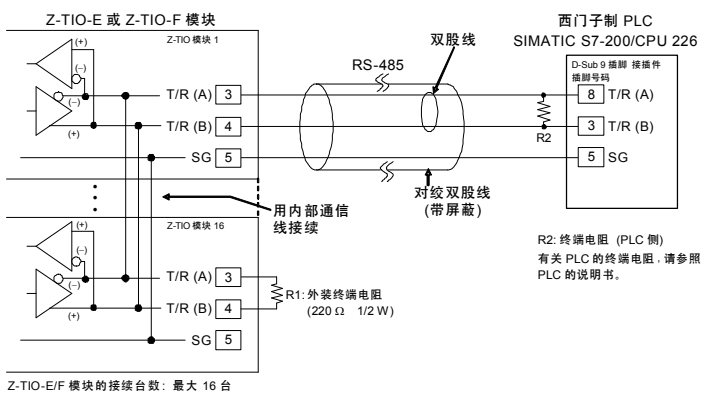 Z-TIO-E 或 Z-TIO-F 模块
西门子制 PLC
SIMATIC S7-200/CPU 226
Z-TIO 模块 1
双股线
RS-485
D-Sub 9 插脚 接插件
插脚号码
(+)
(−)
(−)
(+)
T/R (A) 3
T/R (B) 4
SG 5
8 T/R (A)
3 T/R (B)
5 SG
R2
对绞双股线
(带屏蔽)
用内部通信
线接续
Z-TIO 模块 16
(+)
(−)
(−)
(+)
T/R (A) 3
T/R (B) 4
SG 5
R1: 外装终端电阻
(220 Ω 1/2 W)
R2: 终端电阻 (PLC 侧)
有关 PLC 的终端电阻,请参照
PLC 的说明书。
Z-TIO-E/F 模块的接续台数: 最大 16 台